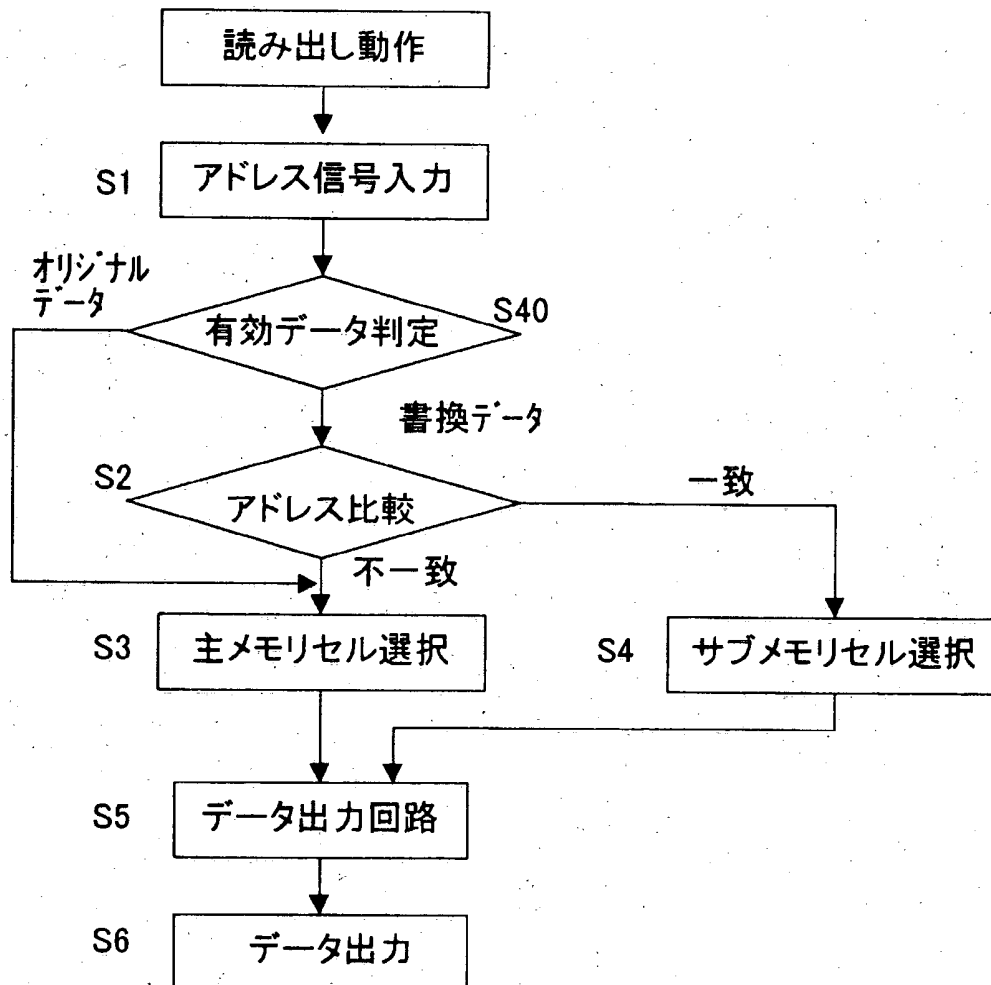 読み出し動作
S1
アドレス信号入力
オリジナル
データ
有効データ判定
S40
書換データ
S2
アドレス比較
一致
不一致
S3
主メモリセル選択
S4
サブメモリセル選択
S5
データ出力回路
S6
データ出力